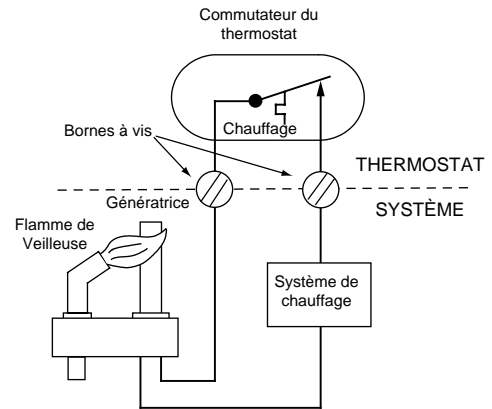 Commutateur du
thermostat
Chauffage
Bornes à vis
THERMOSTAT
Génératrice
SYSTÈME
Flamme de
Veilleuse
Système de
chauffage